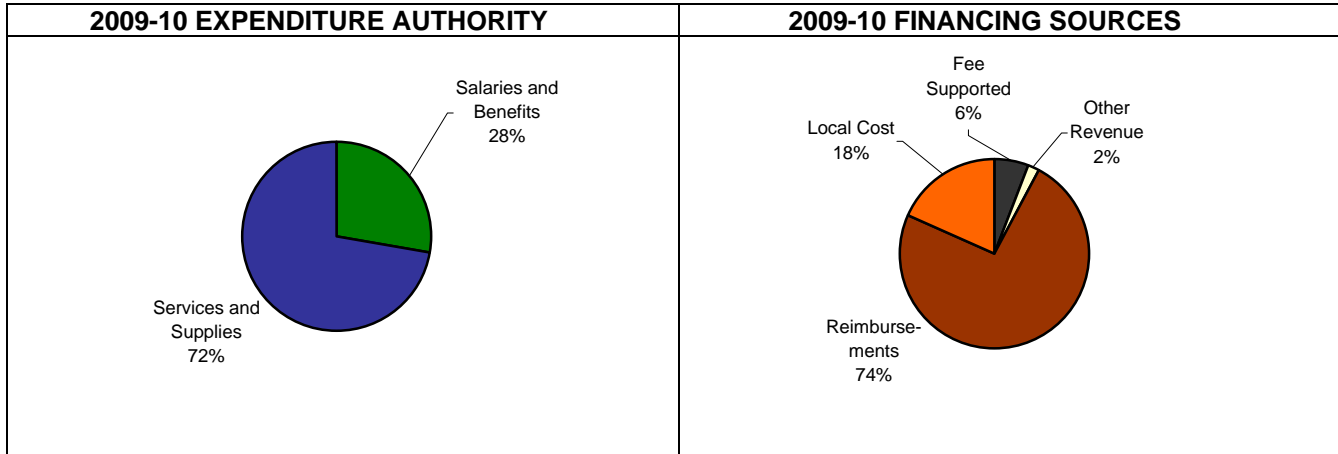 2009-10 EXPENDITURE AUTHORITY
Salaries and
Benefits
28%
Services and
Supplies
72%
2009-10 FINANCING SOURCES
Fee
Supported
6%
Other
Revenue
2%
Local Cost
18%
Reimburse-
ments
74%